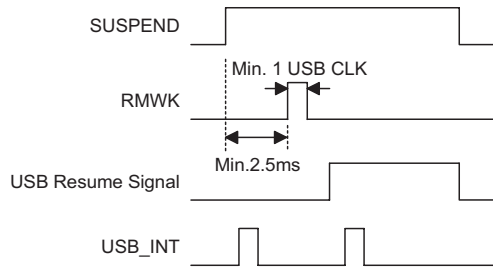 SUSPEND
Min. 1 USB CLK
RMWK
Min.2.5ms
USB Resume Signal
USB_INT